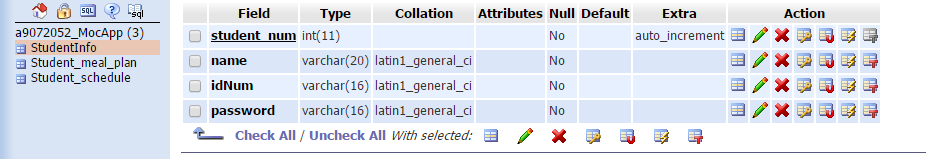 a9072052_MocApp (3)
StudentInfo
Student_meal_plan
Student_schedule
Field Type Collation Attributes Null Default Extra Action
student_num int(11) No auto_increment
name varchar(20) latin1_general_ci No
idNum varchar(16) latin1_general_ci No
password varchar(16) latin1_general_ci No
Check All / Uncheck All With selected: